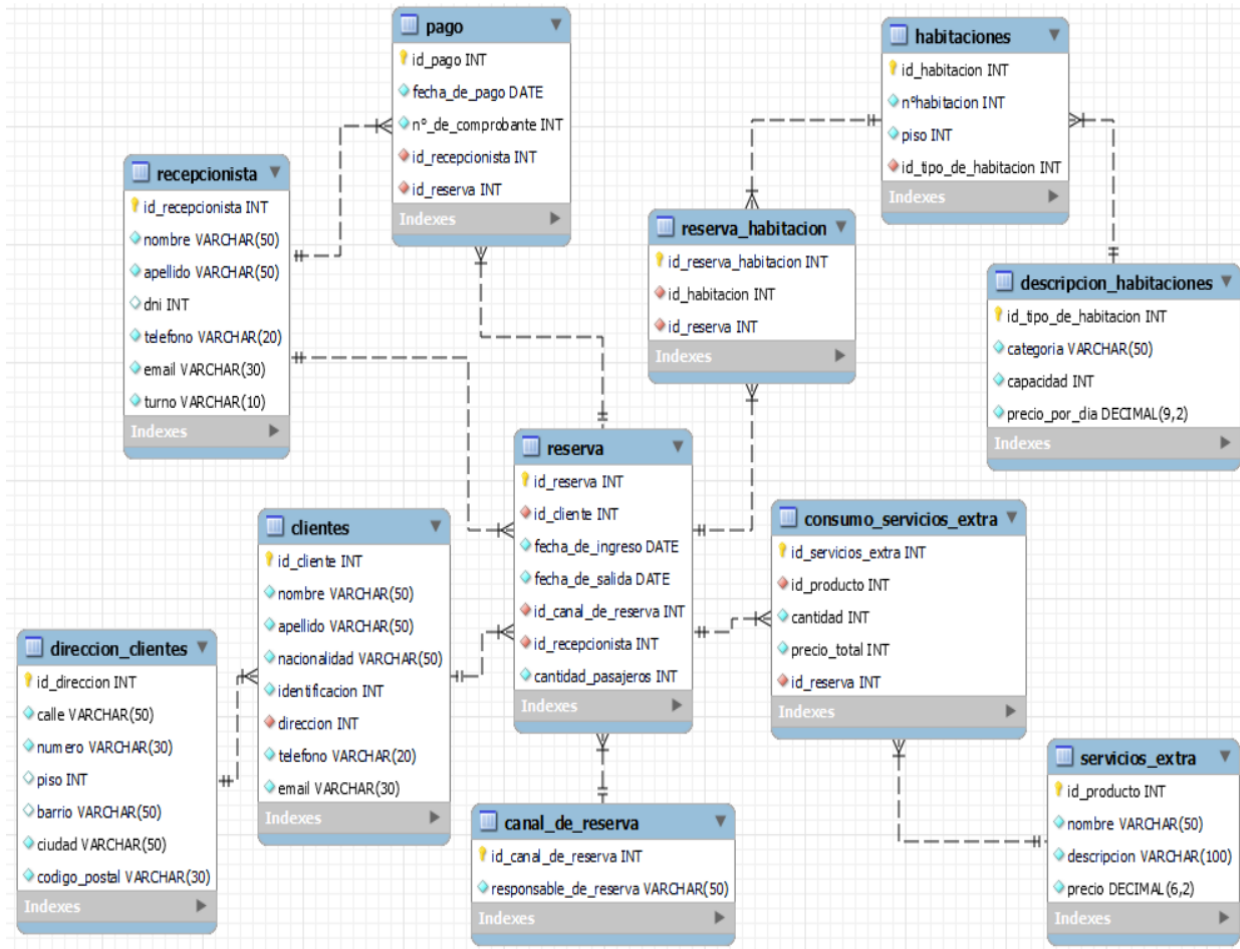 pago
id_pago INT
fecha_de_pago DATE
nº_de_comprobante INT
id_recepcionista INT
id_reserva INT
Indexes
habitaciones
id_habitacion INT
nºhabitacion INT
piso INT
id_tipo_de_habitacion INT
Indexes
recepcionista
id_recepcionista INT
nombre VARCHAR(50)
apellido VARCHAR(50)
dni INT
telefono VARCHAR(20)
email VARCHAR(30)
turno VARCHAR(10)
Indexes
reserva_habitacion
id_reserva_habitacion INT
id_habitacion INT
id_reserva INT
Indexes
descripcion_habitaciones
id_tipo_de_habitacion INT
categoria VARCHAR(50)
capacidad INT
precio_por_dia DECIMAL(9,2)
Indexes
reserva
id_reserva INT
id_cliente INT
fecha_de_ingreso DATE
fecha_de_salida DATE
id_canal_de_reserva INT
id_recepcionista INT
cantidad_pasajeros INT
Indexes
clientes
id_cliente INT
nombre VARCHAR(50)
apellido VARCHAR(50)
nacionalidad VARCHAR(50)
identificacion INT
direccion INT
telefono VARCHAR(20)
email VARCHAR(30)
Indexes
consumo_servicios_extra
id_servicios_extra INT
id_producto INT
cantidad INT
precio_total INT
id_reserva INT
Indexes
direccion_clientes
id_direccion INT
calle VARCHAR(50)
numero VARCHAR(30)
piso INT
barrio VARCHAR(50)
ciudad VARCHAR(50)
codigo_postal VARCHAR(30)
Indexes
canal_de_reserva
id_canal_de_reserva INT
responsable_de_reserva VARCHAR(50)
Indexes
servicios_extra
id_producto INT
nombre VARCHAR(50)
descripcion VARCHAR(100)
precio DECIMAL(6,2)
Indexes